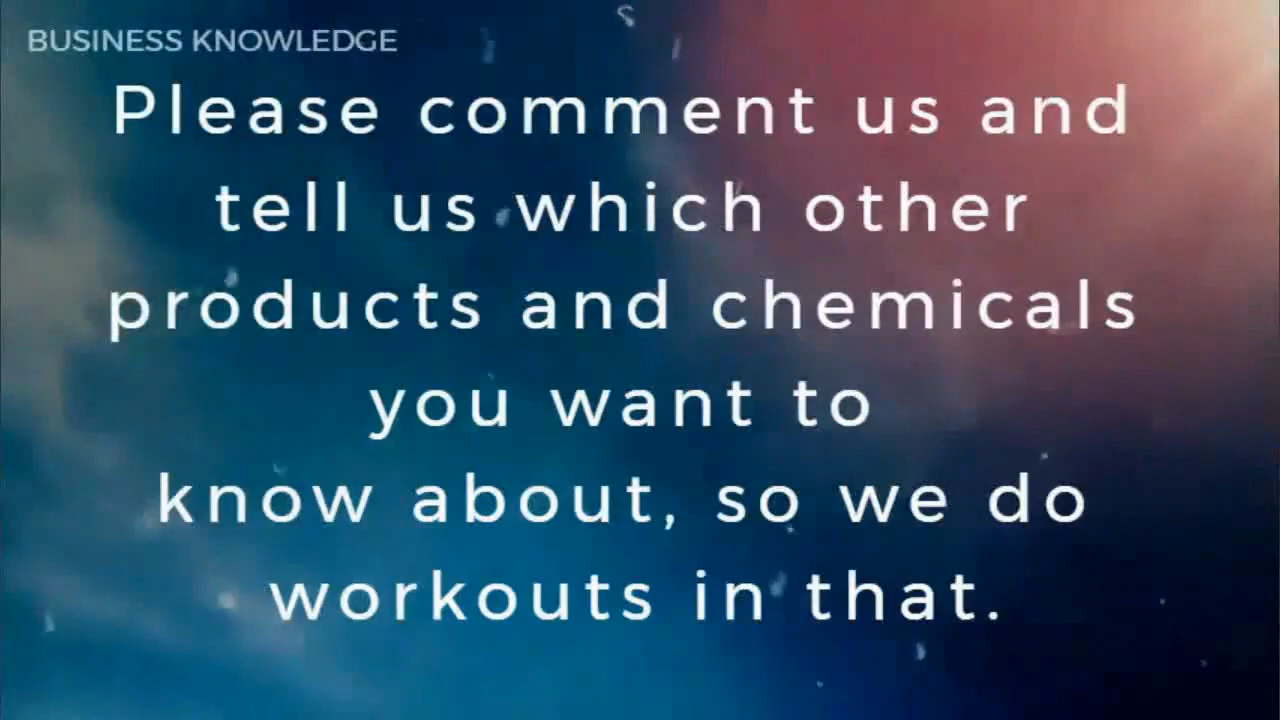 BUSINESS KNOWLEDGE
Please comment us and
tell us which other
products and chemicals
you want to
know about, so we do
workouts in that.